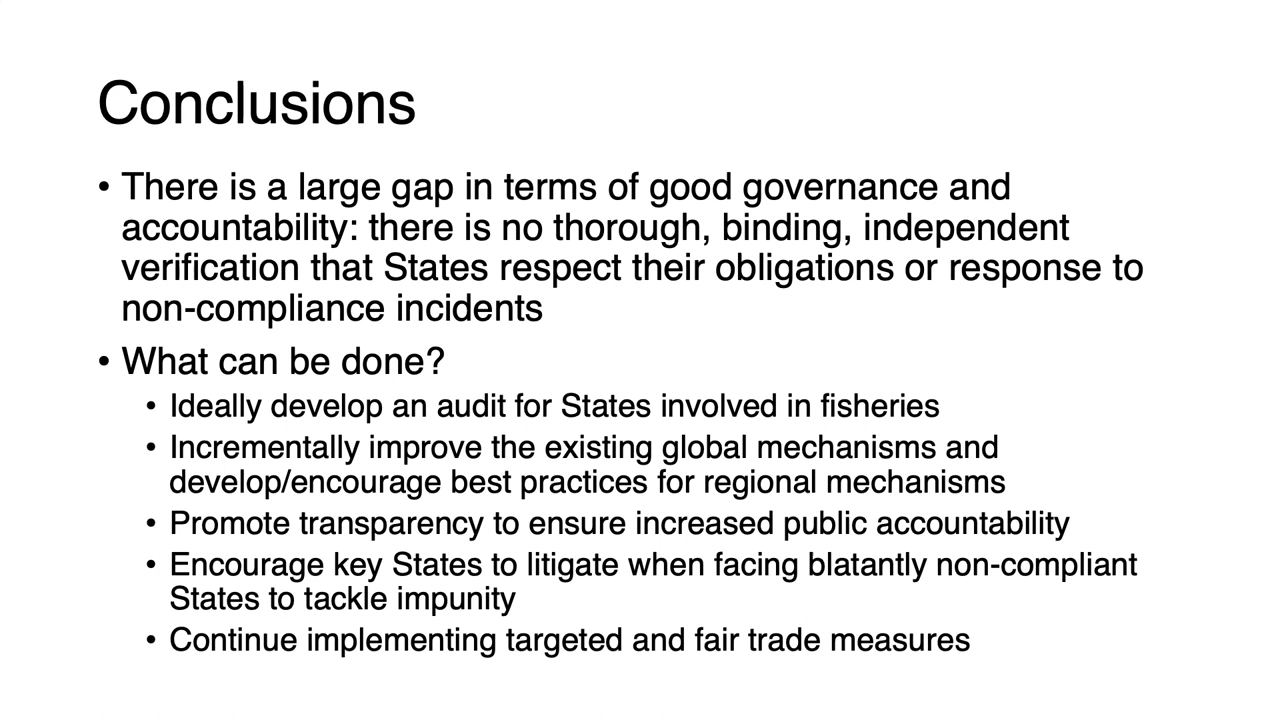 Conclusions
• There is a large gap in terms of good governance and
accountability: there is no thorough, binding, independent
verification that States respect their obligations or response to
non-compliance incidents
• What can be done?
• Ideally develop an audit for States involved in fisheries
• Incrementally improve the existing global mechanisms and
develop/encourage best practices for regional mechanisms
• Promote transparency to ensure increased public accountability
• Encourage key States to litigate when facing blatantly non-compliant
States to tackle impunity
• Continue implementing targeted and fair trade measures